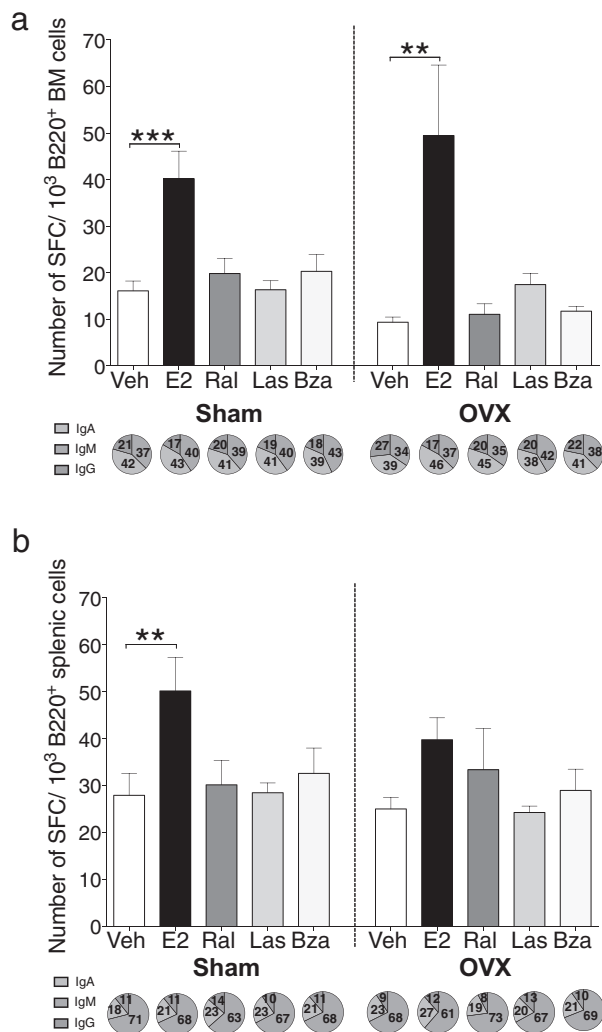 a
Number of SFC/ 10³ B220⁺ BM cells
70
60
50
40
30
20
10
0
***
**
Veh E2 Ral Las Bza Veh E2 Ral Las Bza
Sham OVX
IgA
IgM
IgG
21 37 42
17 40 43
20 39 41
19 40 41
18 43 39
27 34 39
17 37 46
20 35 45
20 42 38
22 38 41
b
Number of SFC/ 10³ B220⁺ splenic cells
70
60
50
40
30
20
10
0
**
Veh E2 Ral Las Bza Veh E2 Ral Las Bza
Sham OVX
IgA
IgM
IgG
11 18 71
11 21 68
14 23 63
10 23 67
11 21 68
9 23 68
12 27 61
8 19 73
13 20 67
10 21 69